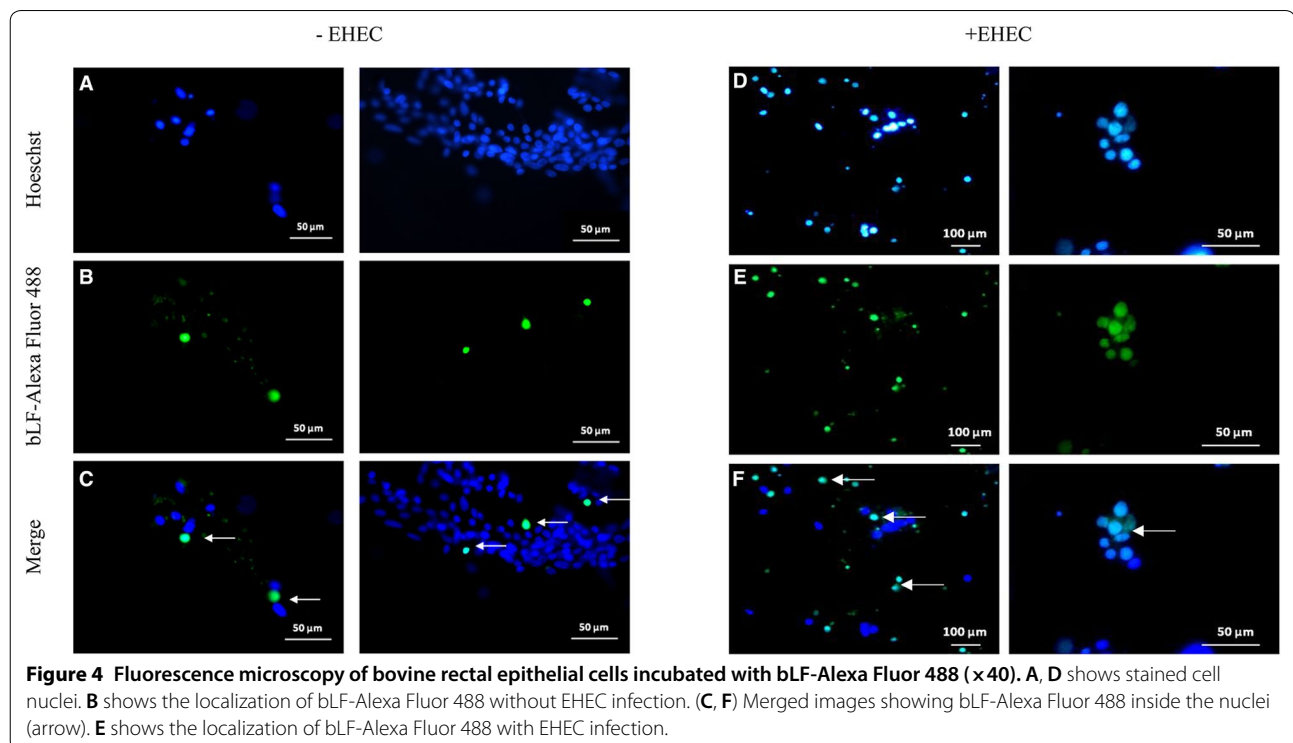 - EHEC
+EHEC
Hoeschst
A
50 µm
50 µm
D
100 µm
50 µm
bLF-Alexa Fluor 488
B
50 µm
50 µm
E
100 µm
50 µm
Merge
C
50 µm
50 µm
F
100 µm
50 µm
Figure 4 Fluorescence microscopy of bovine rectal epithelial cells incubated with bLF-Alexa Fluor 488 (×40). A, D shows stained cell
nuclei. B shows the localization of bLF-Alexa Fluor 488 without EHEC infection. (C, F) Merged images showing bLF-Alexa Fluor 488 inside the nuclei
(arrow). E shows the localization of bLF-Alexa Fluor 488 with EHEC infection.